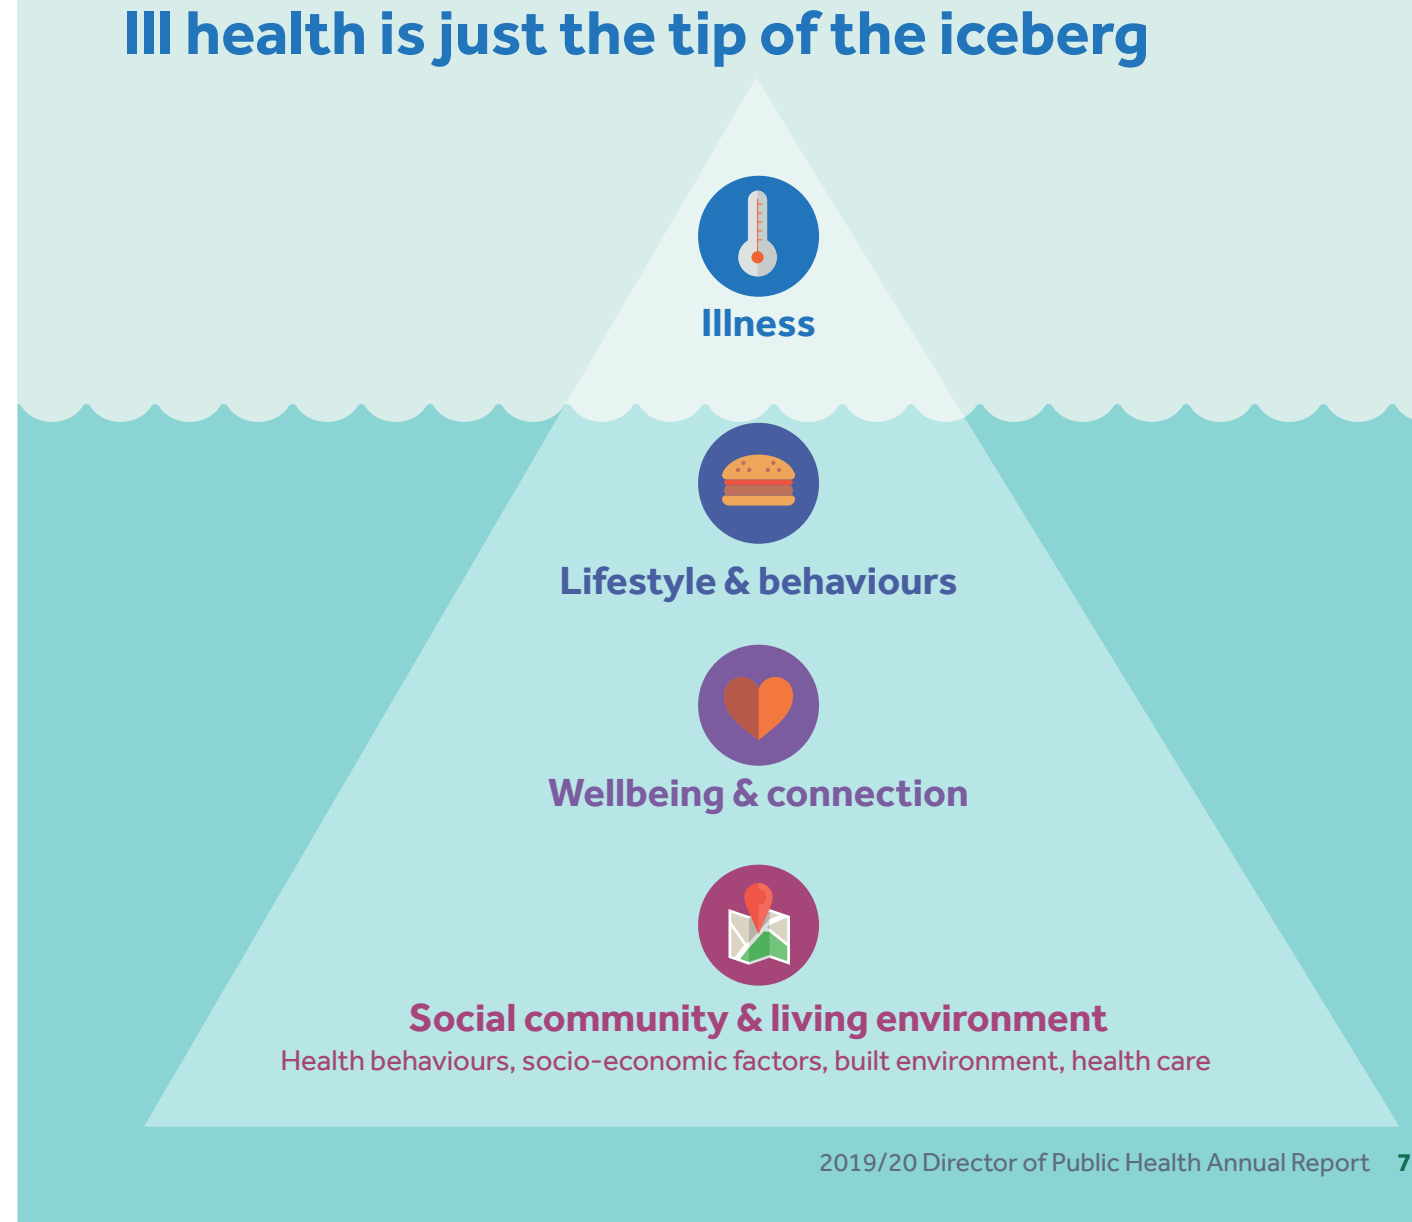 Ill health is just the tip of the iceberg
Illness
Lifestyle & behaviours
Wellbeing & connection
Social community & living environment
Health behaviours, socio-economic factors, built environment, health care
2019/20 Director of Public Health Annual Report 7